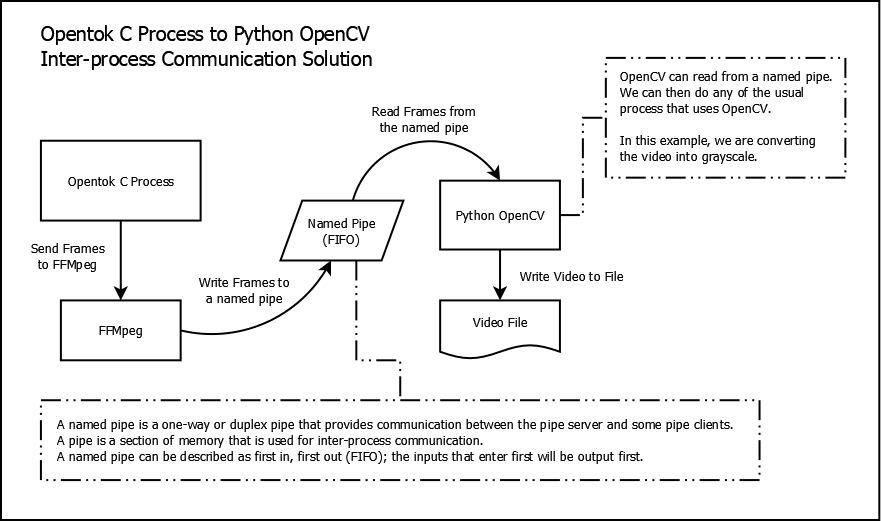 Opentok C Process to Python OpenCV
Inter-process Communication Solution
OpenCV can read from a named pipe.
We can then do any of the usual
process that uses OpenCV.
In this example, we are converting
the video into grayscale.
Read Frames from
the named pipe
Opentok C Process
Named Pipe
(FIFO)
Python OpenCV
Send Frames
to FFMpeg
Write Frames to
a named pipe
Write Video to File
FFMpeg
Video File
A named pipe is a one-way or duplex pipe that provides communication between the pipe server and some pipe clients.
A pipe is a section of memory that is used for inter-process communication.
A named pipe can be described as first in, first out (FIFO); the inputs that enter first will be output first.